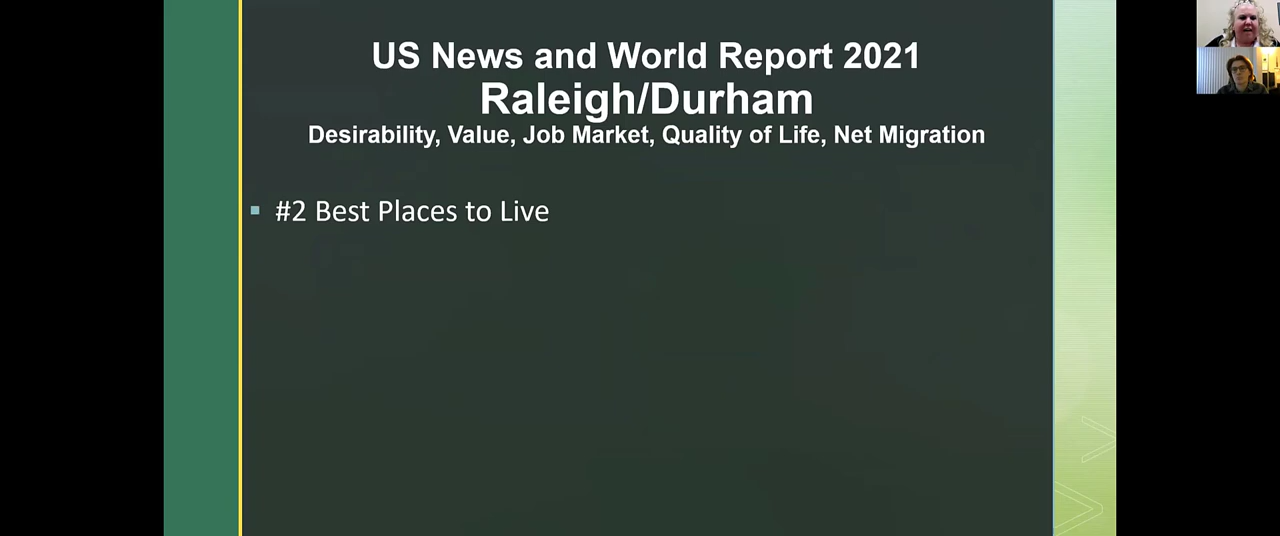 US News and World Report 2021
Raleigh/Durham
Desirability, Value, Job Market, Quality of Life, Net Migration
#2 Best Places to Live